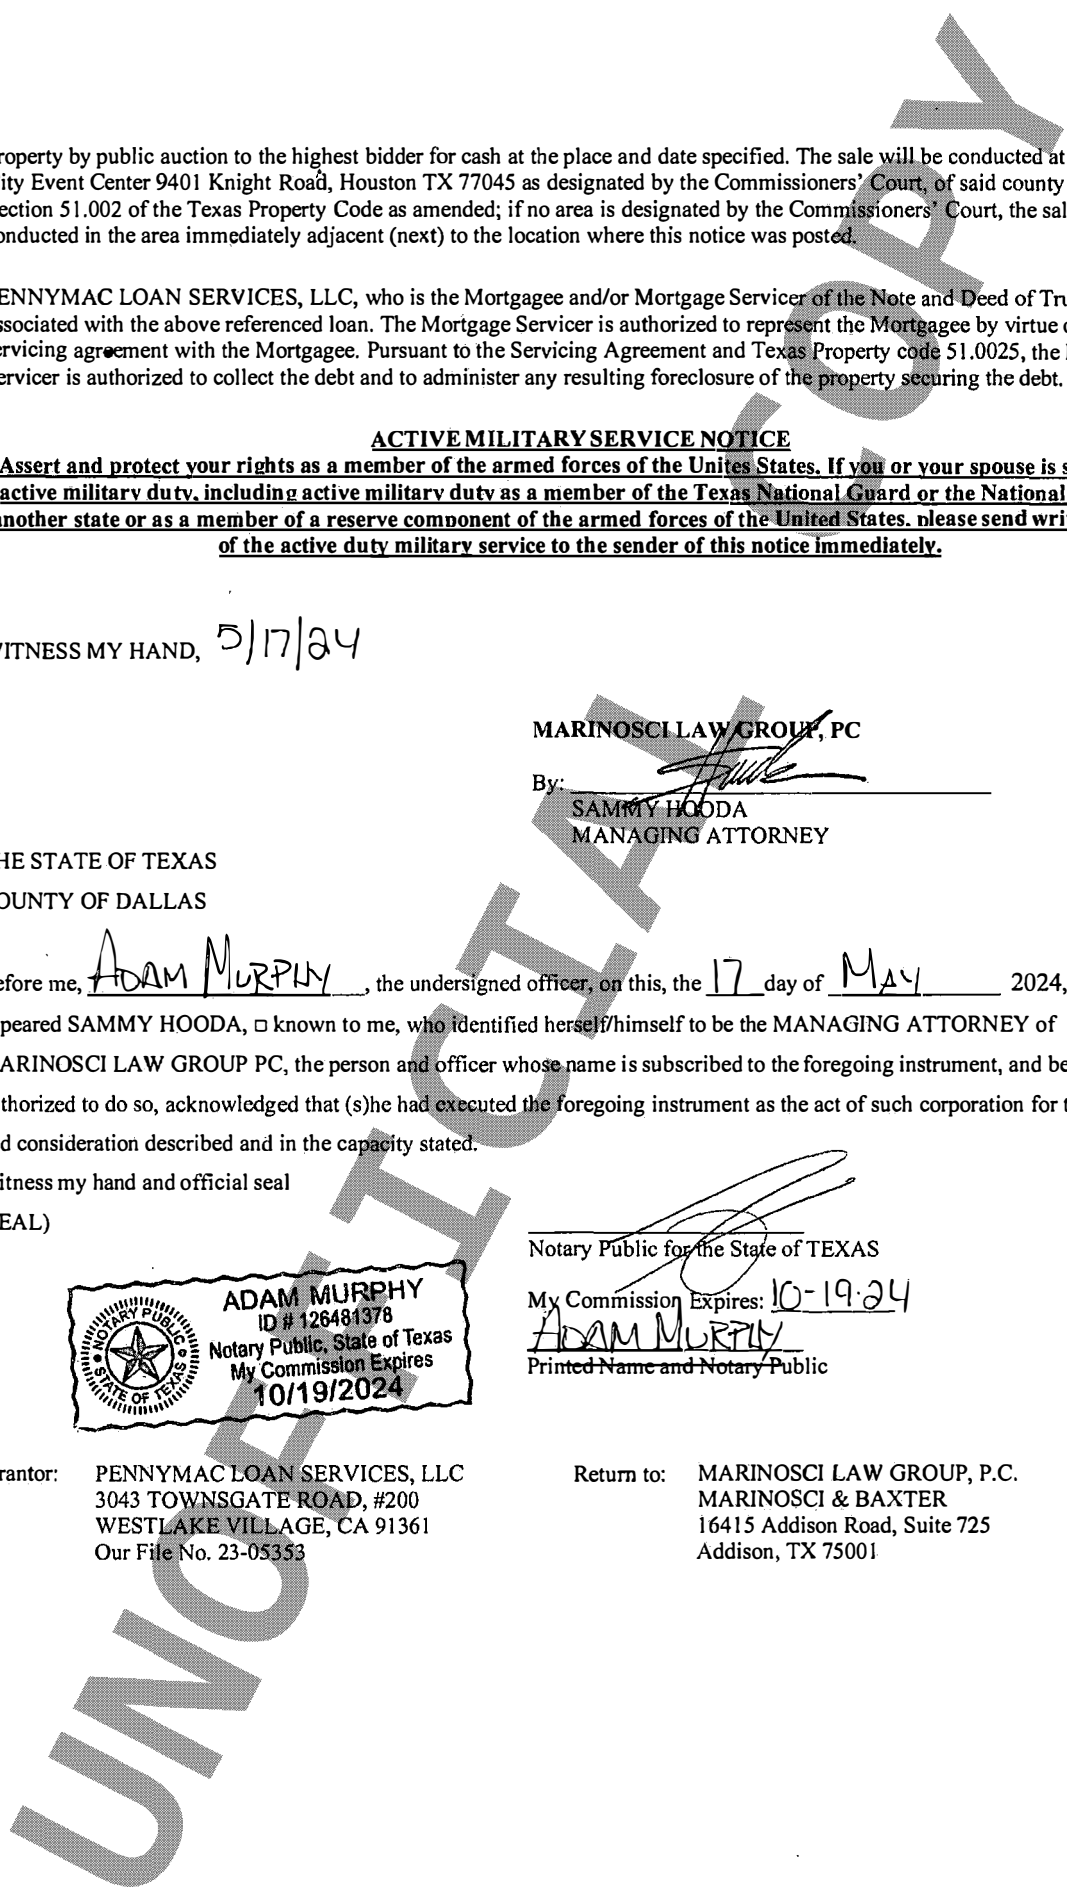 roperty by public auction to the highest bidder for cash at the place and date specified. The sale will be conducted at
ity Event Center 9401 Knight Road, Houston TX 77045 as designated by the Commissioners' Court, of said county
ection 51.002 of the Texas Property Code as amended; if no area is designated by the Commissioners' Court, the sal
onducted in the area immediately adjacent (next) to the location where this notice was posted.
ENNYMAC LOAN SERVICES, LLC, who is the Mortgagee and/or Mortgage Servicer of the Note and Deed of Tru
ssociated with the above referenced loan. The Mortgage Servicer is authorized to represent the Mortgagee by virtue o
ervicing agreement with the Mortgagee. Pursuant to the Servicing Agreement and Texas Property code 51.0025, the
ervicer is authorized to collect the debt and to administer any resulting foreclosure of the property securing the debt.
ACTIVE MILITARY SERVICE NOTICE
Assert and protect your rights as a member of the armed forces of the Unites States. If you or your spouse is s
active military duty, including active military duty as a member of the Texas National Guard or the National
another state or as a member of a reserve component of the armed forces of the United States, please send wri
of the active duty military service to the sender of this notice immediately.
ITNESS MY HAND, 5/17/24
MARINOSCI LAW GROUP, PC
By:
SAMMY HOODA
MANAGING ATTORNEY
HE STATE OF TEXAS
OUNTY OF DALLAS
efore me, ADAM MURPHY, the undersigned officer, on this, the 17 day of MAY 2024,
peared SAMMY HOODA, □ known to me, who identified herself/himself to be the MANAGING ATTORNEY of
ARINOSCI LAW GROUP PC, the person and officer whose name is subscribed to the foregoing instrument, and be
thorized to do so, acknowledged that (s)he had executed the foregoing instrument as the act of such corporation for t
d consideration described and in the capacity stated.
itness my hand and official seal
EAL)
Notary Public for the State of TEXAS
My Commission Expires: 10-19-24
ADAM MURPHY
Printed Name and Notary Public
ADAM MURPHY
ID # 126481378
Notary Public, State of Texas
My Commission Expires
10/19/2024
NOTARY PUBLIC
STATE OF TEXAS
rantor: PENNYMAC LOAN SERVICES, LLC
3043 TOWNSGATE ROAD, #200
WESTLAKE VILLAGE, CA 91361
Our File No. 23-05353
Return to: MARINOSCI LAW GROUP, P.C.
MARINOSCI & BAXTER
16415 Addison Road, Suite 725
Addison, TX 75001
UNOFFICIAL COPY